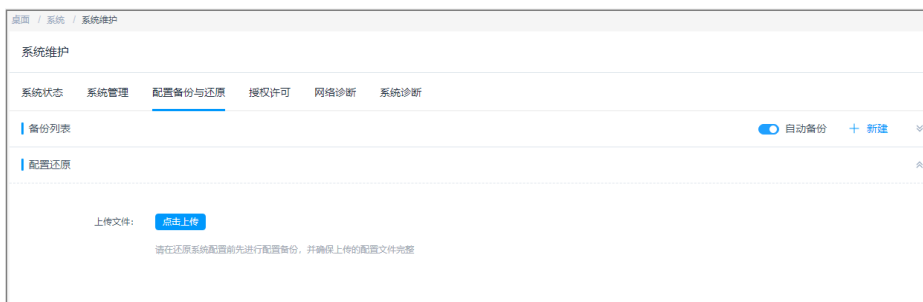 桌面 / 系统 / 系统维护
系统维护
系统状态 系统管理 配置备份与还原 授权许可 网络诊断 系统诊断
备份列表 自动备份 + 新建
配置还原
上传文件: 点击上传
请在还原系统配置前先进行配置备份，并确保上传的配置文件完整